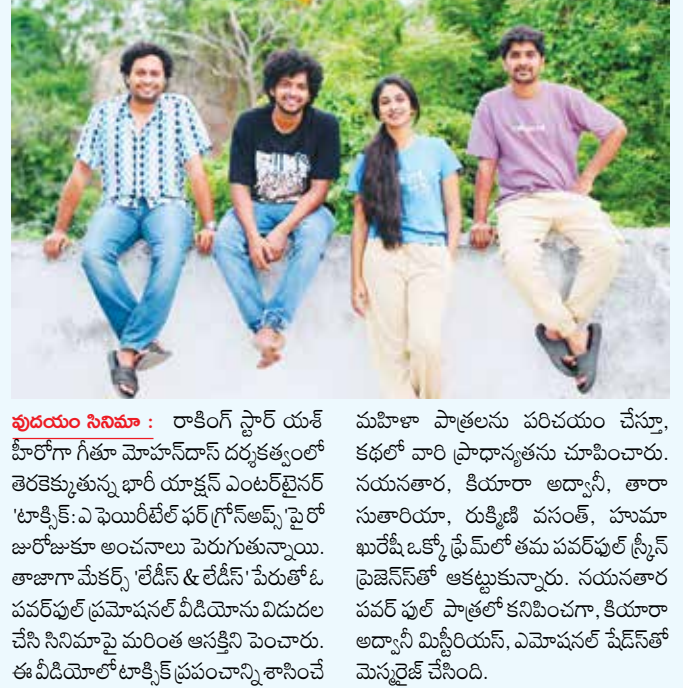 వుదయం సినిమా : రాకింగ్ స్టార్ యశ్
హీరోగా గీతూ మోహన్‌దాస్ దర్శకత్వంలో
తెరకెక్కుతున్న భారీ యాక్షన్ ఎంటర్‌టైనర్
'టాక్సిక్: ఎ ఫెయిరీటేల్ ఫర్ గ్రోన్అప్స్' పై రో
జురోజుకూ అంచనాలు పెరుగుతున్నాయి.
తాజాగా మేకర్స్ 'లేడీస్ & లేడీస్' పేరుతో ఓ
పవర్‌ఫుల్ ప్రమోషనల్ వీడియోను విడుదల
చేసి సినిమాపై మరింత ఆసక్తిని పెంచారు.
ఈ వీడియోలో టాక్సిక్ ప్రపంచాన్ని శాసించే
మహిళా పాత్రలను పరిచయం చేస్తూ,
కథలో వారి ప్రాధాన్యతను చూపించారు.
నయనతార, కియారా అద్వానీ, తారా
సుతారియా, రుక్మిణి వసంత్, హుమా
ఖురేషీ ఒక్కో ఫ్రేమ్‌లో తమ పవర్‌ఫుల్ స్క్రీన్
ప్రెజెన్స్‌తో ఆకట్టుకున్నారు. నయనతార
పవర్ ఫుల్ పాత్రలో కనిపించగా, కియారా
అద్వానీ మిస్టీరియస్, ఎమోషనల్ షేడ్స్‌తో
మెస్మరైజ్ చేసింది.